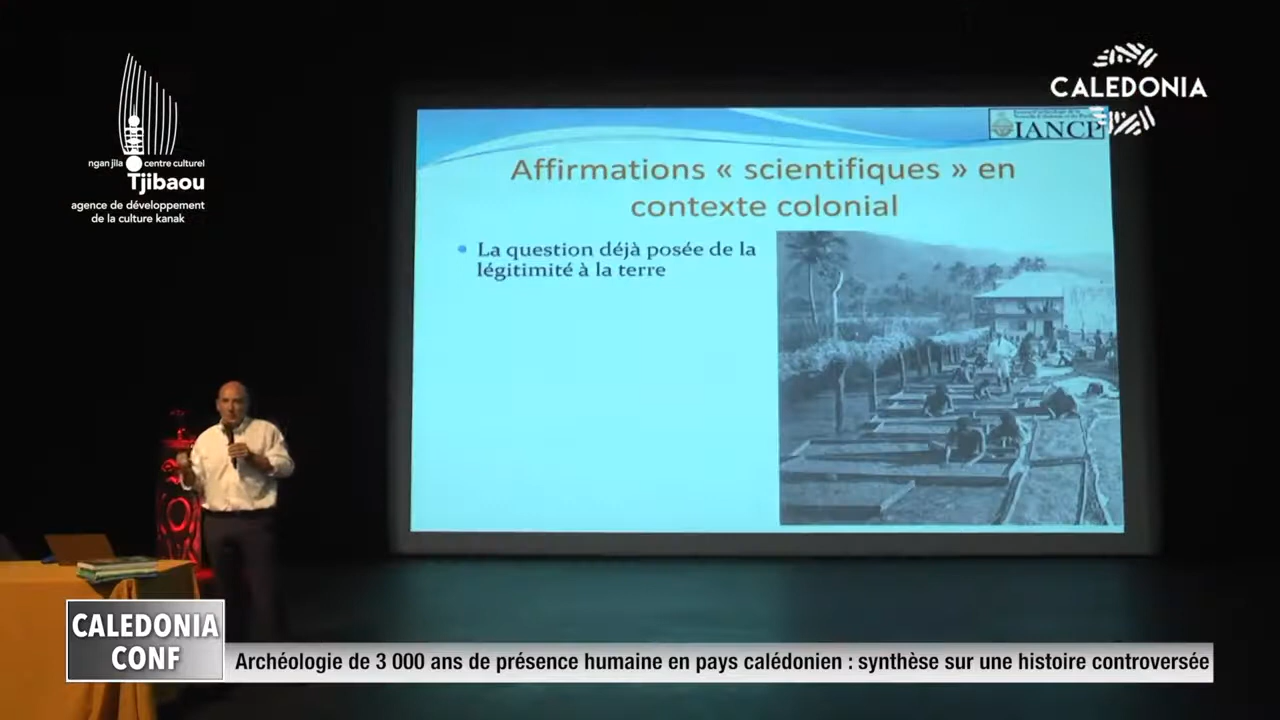 ngan jila centre culturel
Tjibaou
agence de développement
de la culture kanak
CALEDONIA
IANCP
Affirmations « scientifiques » en
contexte colonial
• La question déjà posée de la
légitimité à la terre
CALEDONIA
CONF
Archéologie de 3 000 ans de présence humaine en pays calédonien : synthèse sur une histoire controversée